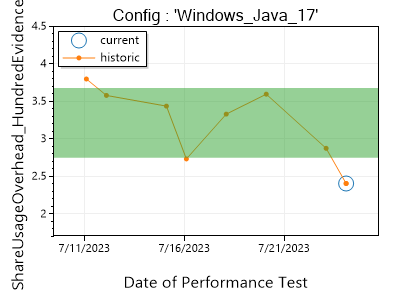 Config : 'Windows_Java_17'
current
historic
ShareUsageOverhead_HundredEvidence
4.5
4
3.5
3
2.5
2
7/11/2023
7/16/2023
7/21/2023
Date of Performance Test